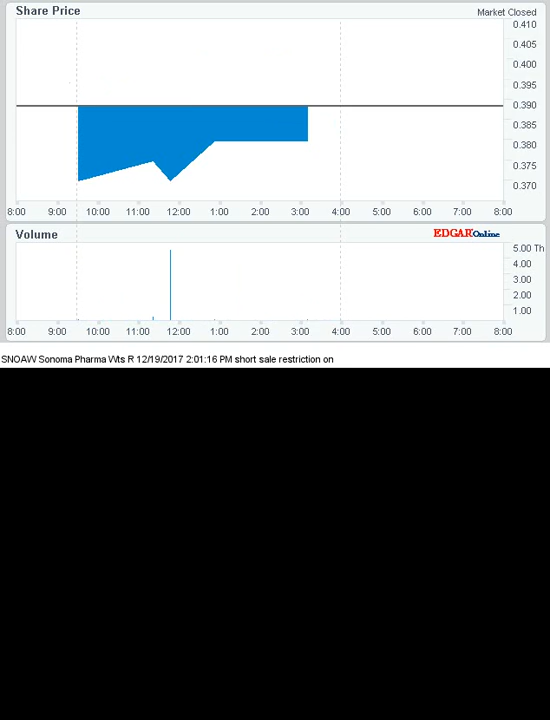 Share Price
Market Closed
0.410
0.405
0.400
0.395
0.390
0.385
0.380
0.375
0.370
8:00 9:00 10:00 11:00 12:00 1:00 2:00 3:00 4:00 5:00 6:00 7:00 8:00
Volume
EDGAR Online
5.00 Th
4.00
3.00
2.00
1.00
8:00 9:00 10:00 11:00 12:00 1:00 2:00 3:00 4:00 5:00 6:00 7:00 8:00
SNOAW Sonoma Pharma Wts R 12/19/2017 2:01:16 PM short sale restriction on